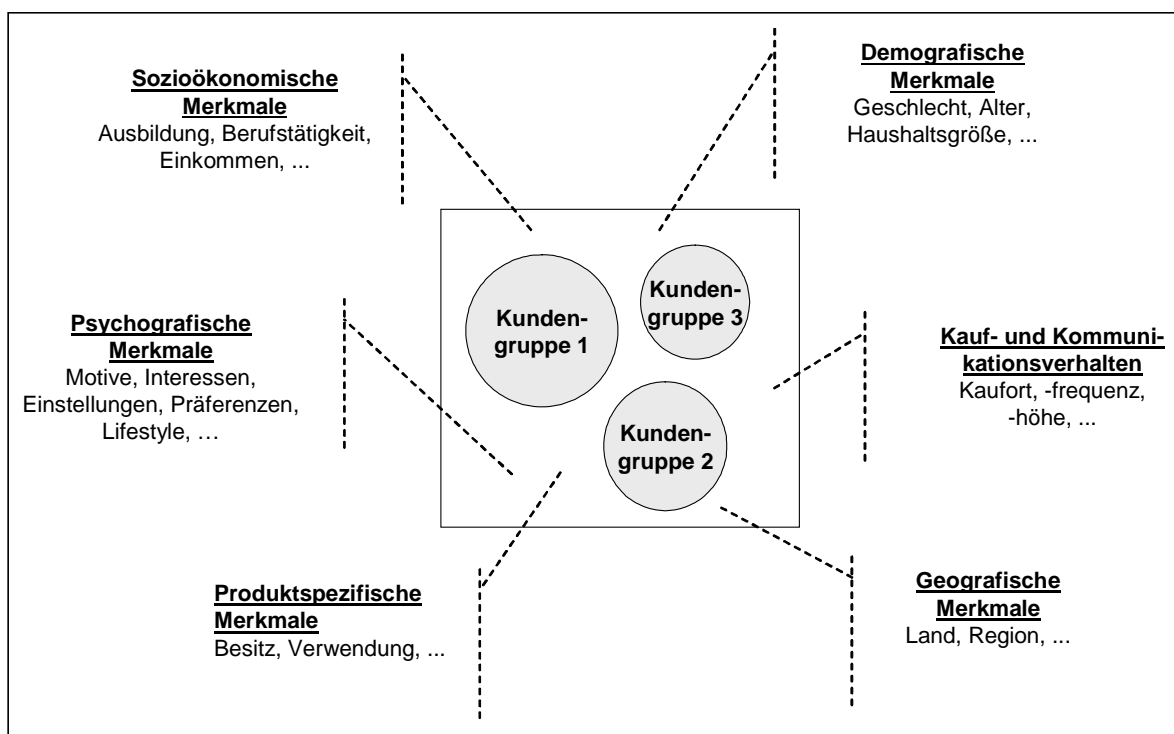 Sozioökonomische
Merkmale
Ausbildung, Berufstätigkeit,
Einkommen, ...
Demografische
Merkmale
Geschlecht, Alter,
Haushaltsgröße, ...
Kunden-
gruppe 1
Kunden-
gruppe 3
Kunden-
gruppe 2
Psychografische
Merkmale
Motive, Interessen,
Einstellungen, Präferenzen,
Lifestyle, …
Kauf- und Kommuni-
kationsverhalten
Kaufort, -frequenz,
-höhe, ...
Produktspezifische
Merkmale
Besitz, Verwendung, ...
Geografische
Merkmale
Land, Region, ...